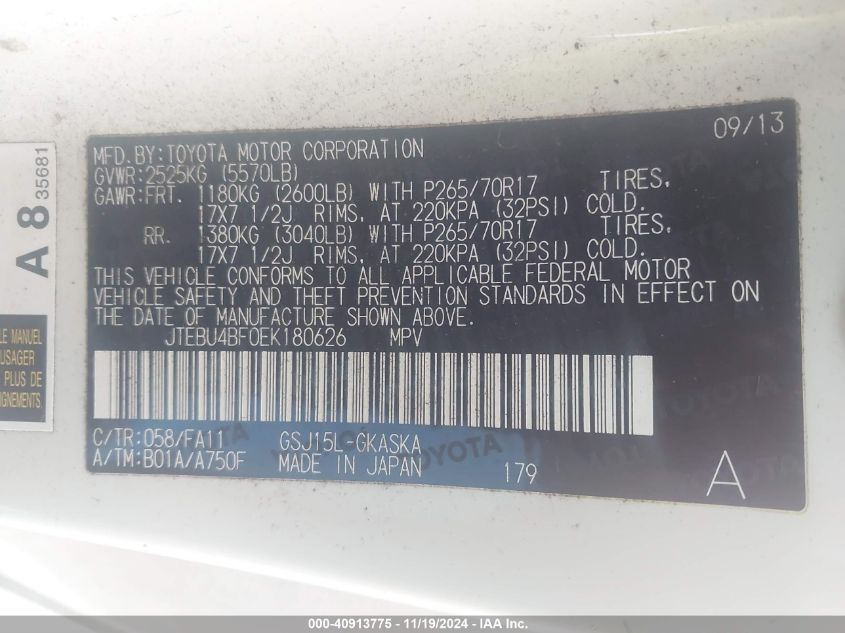 09/13
MFD.BY:TOYOTA MOTOR CORPORATION
GVWR:2525KG (5570LB)
GAWR:FRT. 1180KG (2600LB) WITH P265/70R17 TIRES,
17X7 1/2J RIMS, AT 220KPA (32PSI) COLD.
RR. 1380KG (3040LB) WITH P265/70R17 TIRES,
17X7 1/2J RIMS, AT 220KPA (32PSI) COLD.
THIS VEHICLE CONFORMS TO ALL APPLICABLE FEDERAL MOTOR
VEHICLE SAFETY AND THEFT PREVENTION STANDARDS IN EFFECT ON
THE DATE OF MANUFACTURE SHOWN ABOVE.
JTEBU4BF0EK180626 MPV
C/TR:058/FA11 GSJ15L-GKASKA
A/TM:B01A/A750F MADE IN JAPAN 179 A
TOYOTA
A 8 35681
LE MANUEL
USAGER
PLUS DE
IGNEMENTS.
000-40913775 - 11/19/2024 - IAA Inc.